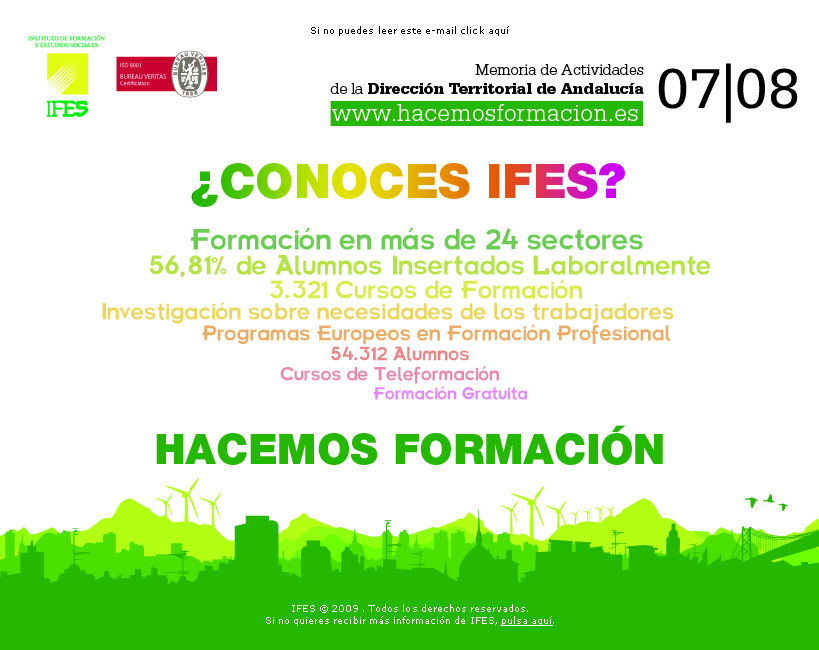 Si no puedes leer este e-mail click aquí
INSTITUTO DE FORMACIÓN
Y ESTUDIOS SOCIALES
IFES
ISO 9001
BUREAU VERITAS
Certification
BUREAU VERITAS
1828
Memoria de Actividades
de la Dirección Territorial de Andalucía
www.hacemosformacion.es
07|08
¿CONOCES IFES?
Formación en más de 24 sectores
56,81% de Alumnos Insertados Laboralmente
3.321 Cursos de Formación
Investigación sobre necesidades de los trabajadores
Programas Europeos en Formación Profesional
54.312 Alumnos
Cursos de Teleformación
Formación Gratuita
HACEMOS FORMACIÓN
IFES @ 2009 . Todos los derechos reservados.
Si no quieres recibir más información de IFES, pulsa aquí.